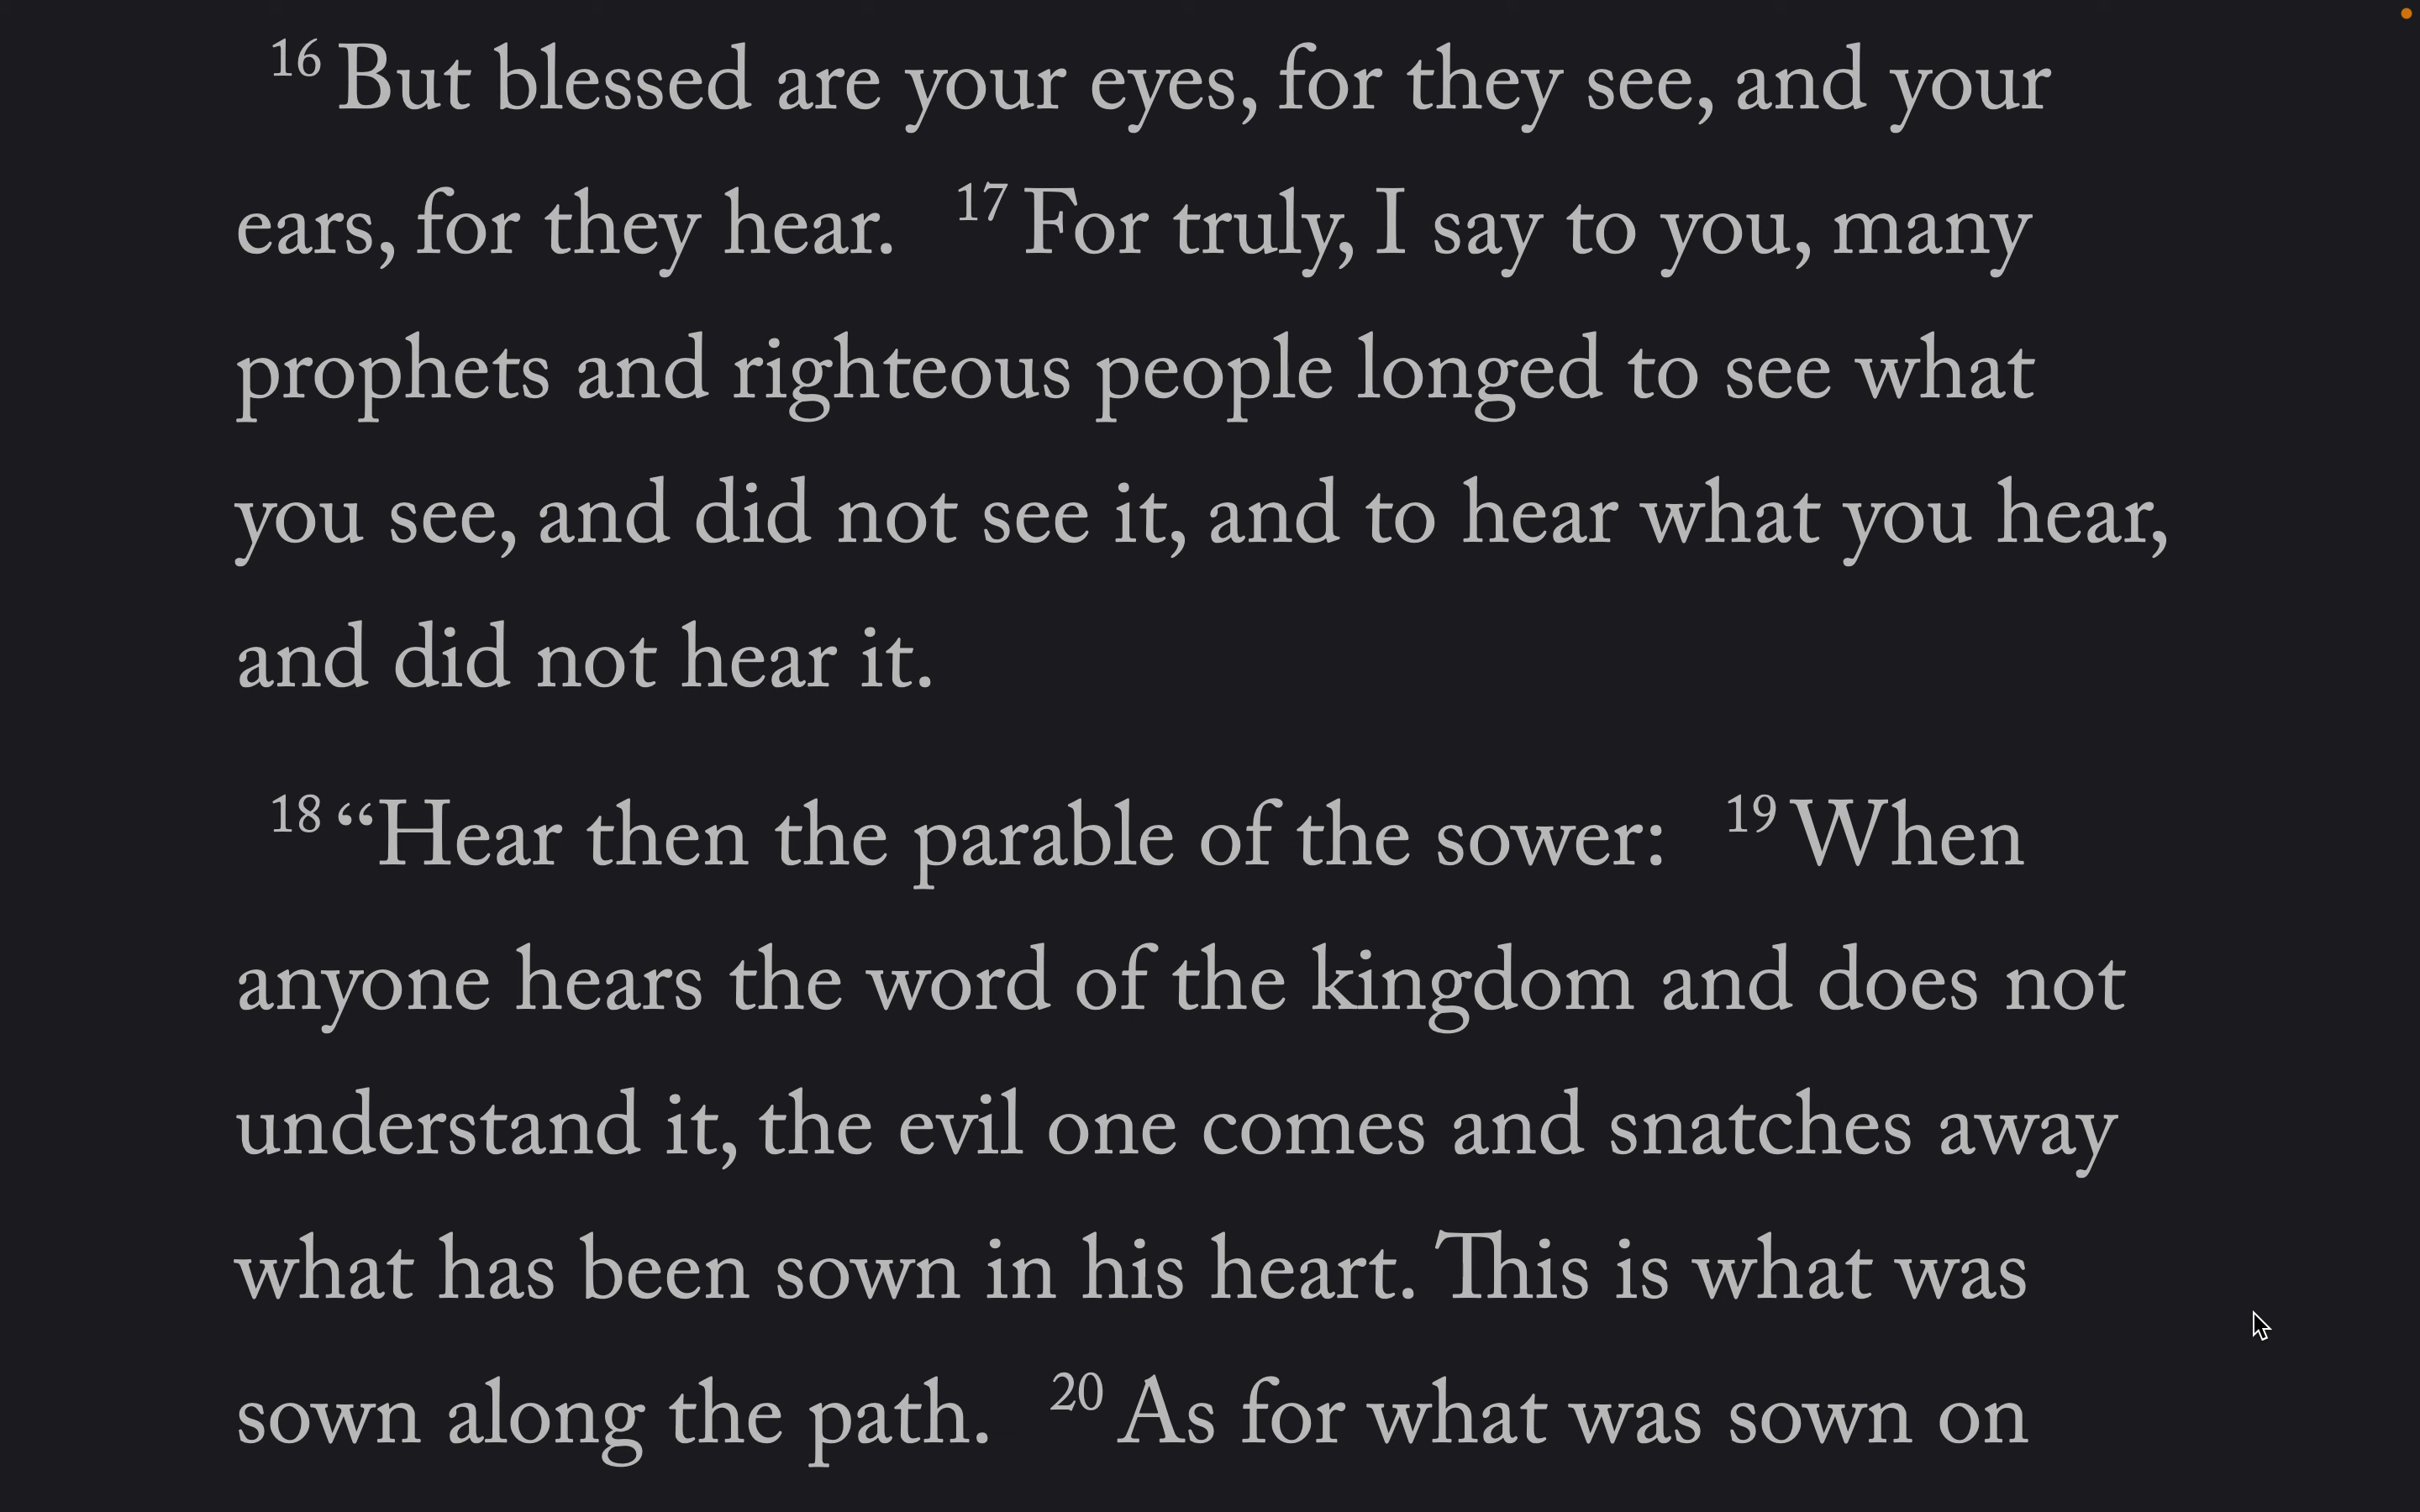 16 But blessed are your eyes, for they see, and your
ears, for they hear. 17 For truly, I say to you, many
prophets and righteous people longed to see what
you see, and did not see it, and to hear what you hear,
and did not hear it.
18 “Hear then the parable of the sower: 19 When
anyone hears the word of the kingdom and does not
understand it, the evil one comes and snatches away
what has been sown in his heart. This is what was
sown along the path. 20 As for what was sown on